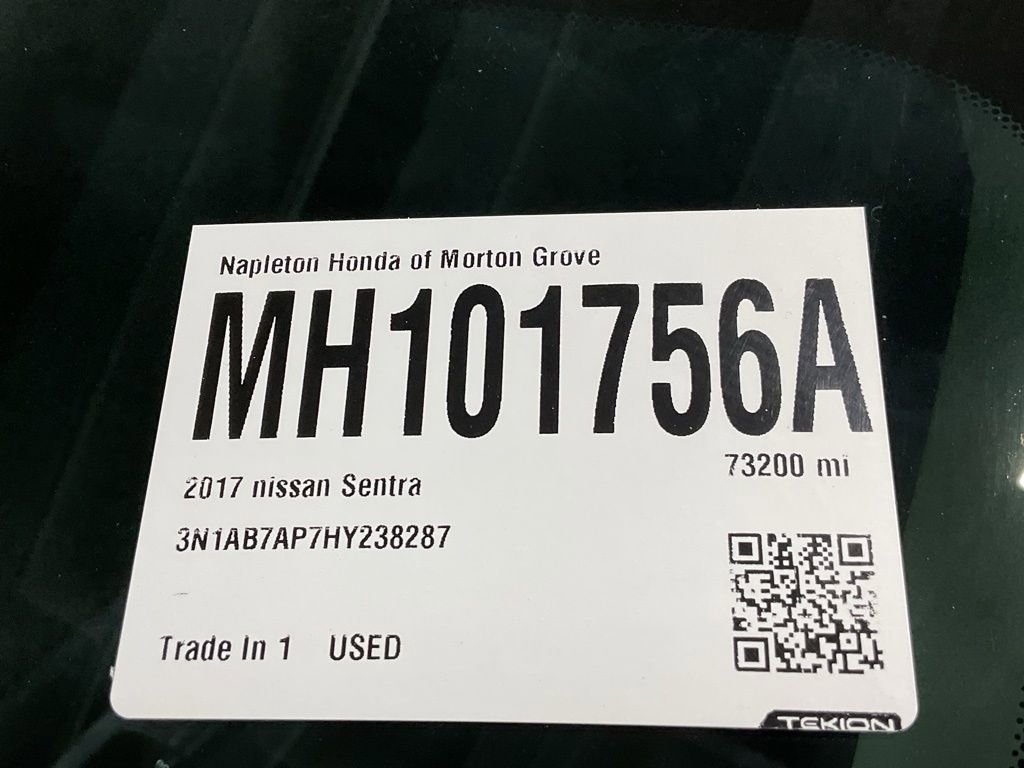 Napleton Honda of Morton Grove
MH101756A
73200 mi
2017 nissan Sentra
3N1AB7AP7HY238287
Trade In 1 USED
TEKION